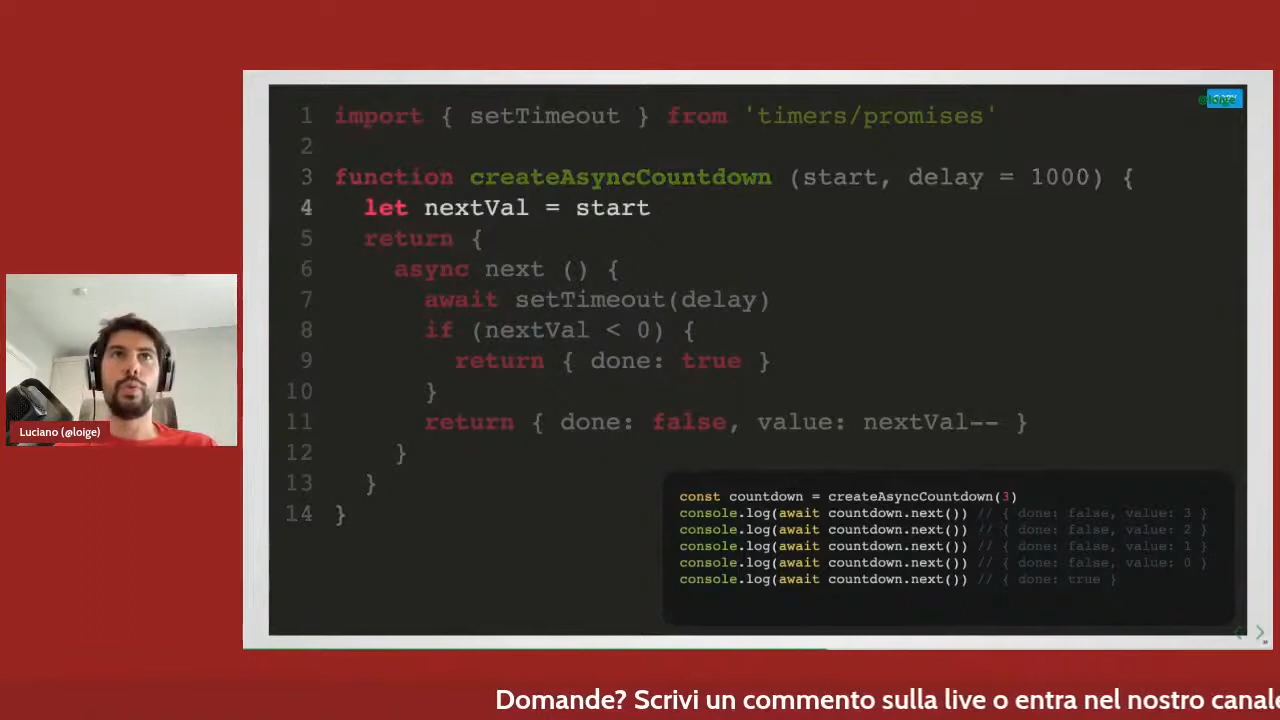 @loige
1 import { setTimeout } from 'timers/promises'
2
3 function createAsyncCountdown (start, delay = 1000) {
4 let nextVal = start
5 return {
6 async next () {
7 await setTimeout(delay)
8 if (nextVal < 0) {
9 return { done: true }
10 }
11 return { done: false, value: nextVal-- }
12 }
13 }
14 }
const countdown = createAsyncCountdown(3)
console.log(await countdown.next()) // { done: false, value: 3 }
console.log(await countdown.next()) // { done: false, value: 2 }
console.log(await countdown.next()) // { done: false, value: 1 }
console.log(await countdown.next()) // { done: false, value: 0 }
console.log(await countdown.next()) // { done: true }
Luciano (@loige)
Domande? Scrivi un commento sulla live o entra nel nostro canale